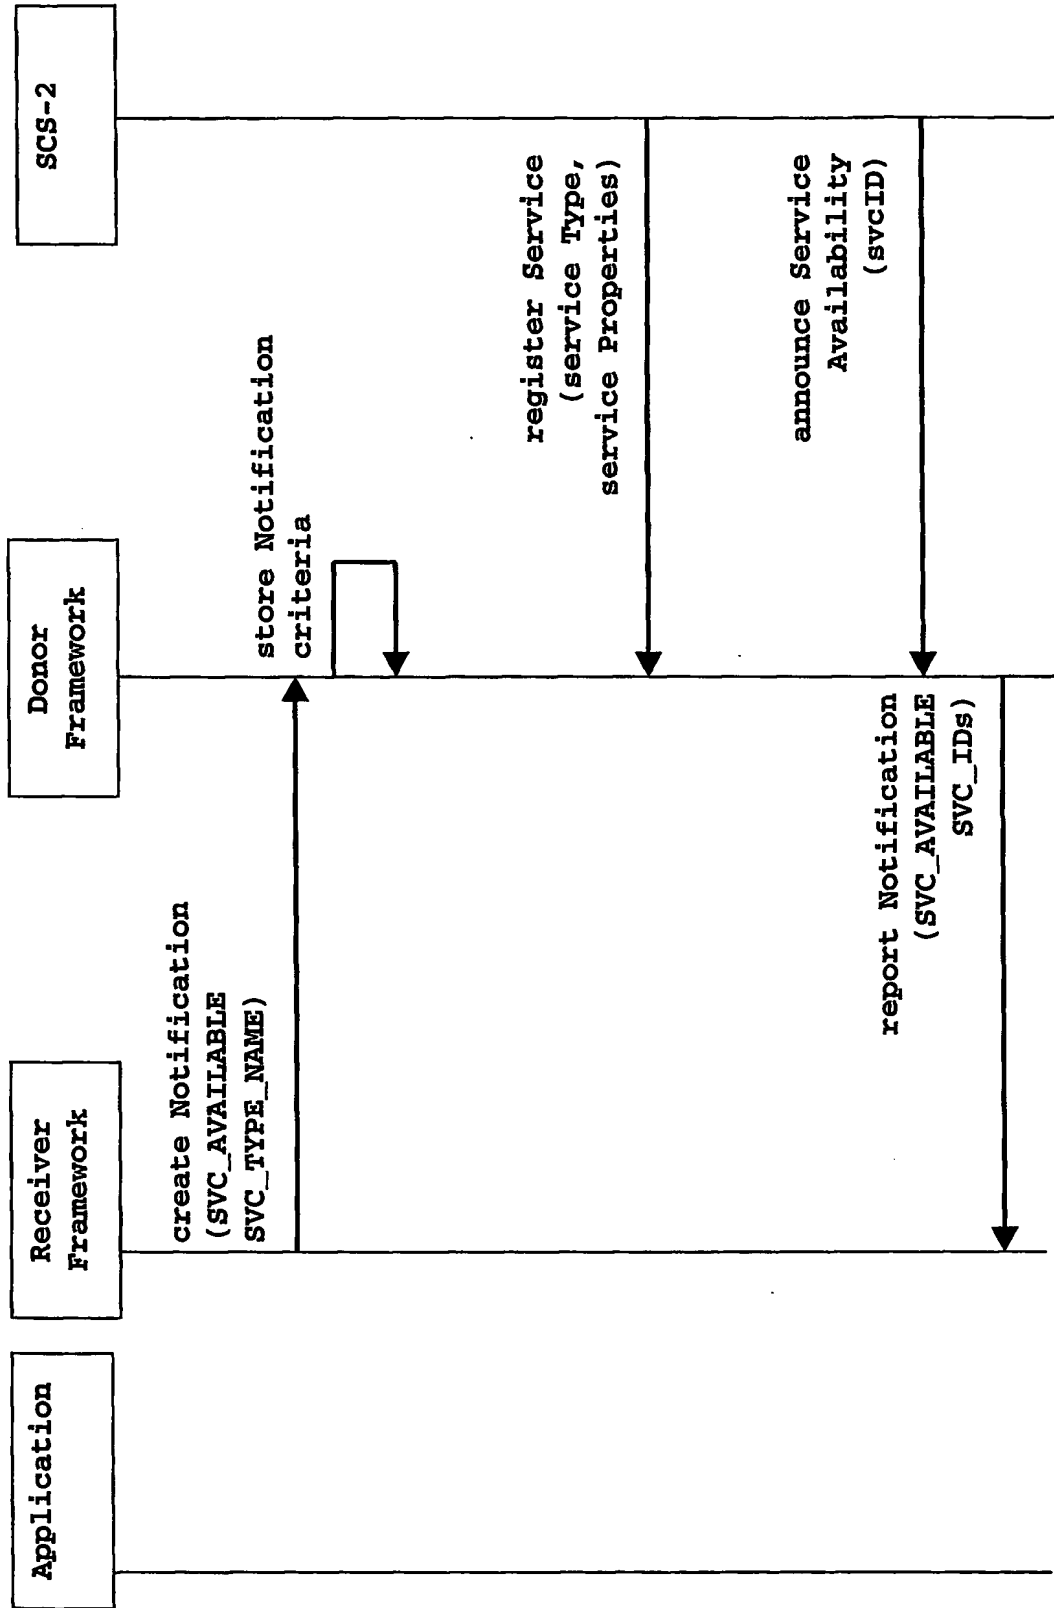 Application
Receiver
Framework
Donor
Framework
SCS-2
create Notification
(SVC_AVAILABLE
SVC_TYPE_NAME)
store Notification
criteria
register Service
(service Type,
service Properties)
announce Service
Availability
(svcID)
report Notification
(SVC_AVAILABLE
SVC_IDs)